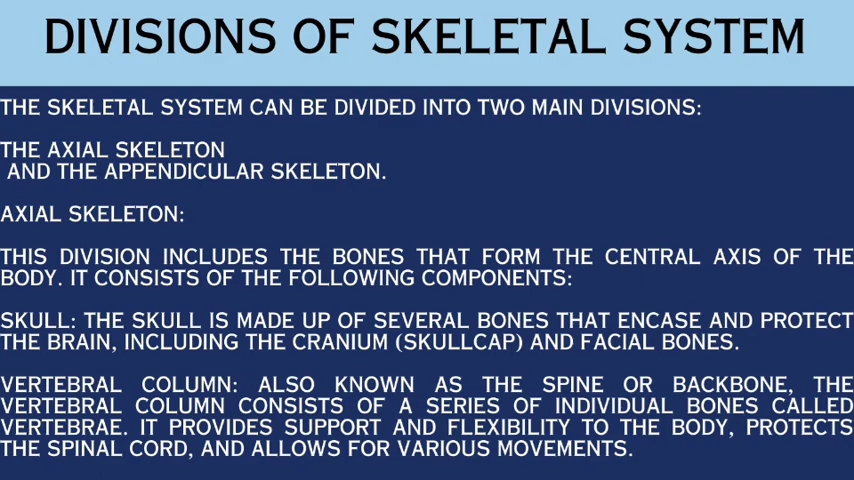 DIVISIONS OF SKELETAL SYSTEM
THE SKELETAL SYSTEM CAN BE DIVIDED INTO TWO MAIN DIVISIONS:
THE AXIAL SKELETON
AND THE APPENDICULAR SKELETON.
AXIAL SKELETON:
THIS DIVISION INCLUDES THE BONES THAT FORM THE CENTRAL AXIS OF THE
BODY. IT CONSISTS OF THE FOLLOWING COMPONENTS:
SKULL: THE SKULL IS MADE UP OF SEVERAL BONES THAT ENCASE AND PROTECT
THE BRAIN, INCLUDING THE CRANIUM (SKULLCAP) AND FACIAL BONES.
VERTEBRAL COLUMN: ALSO KNOWN AS THE SPINE OR BACKBONE, THE
VERTEBRAL COLUMN CONSISTS OF A SERIES OF INDIVIDUAL BONES CALLED
VERTEBRAE. IT PROVIDES SUPPORT AND FLEXIBILITY TO THE BODY, PROTECTS
THE SPINAL CORD, AND ALLOWS FOR VARIOUS MOVEMENTS.